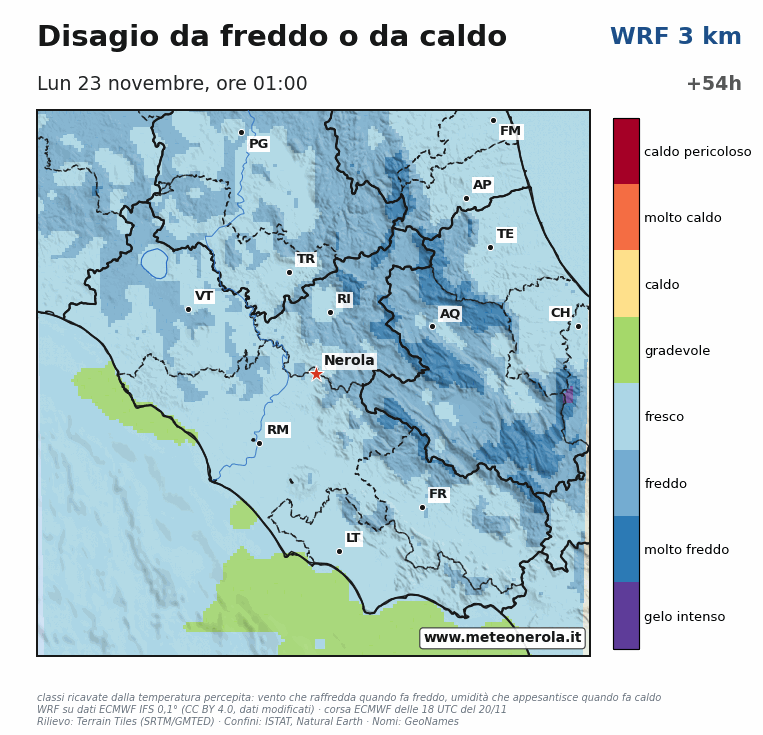 Disagio da freddo o da caldo
WRF 3 km
Lun 23 novembre, ore 01:00
+54h
FM
PG
AP
TE
TR
VT
RI
AQ
CH
Nerola
RM
FR
LT
www.meteonerola.it
caldo pericoloso
molto caldo
caldo
gradevole
fresco
freddo
molto freddo
gelo intenso
classi ricavate dalla temperatura percepita: vento che raffredda quando fa freddo, umidità che appesantisce quando fa caldo
WRF su dati ECMWF IFS 0,1° (CC BY 4.0, dati modificati) · corsa ECMWF delle 18 UTC del 20/11
Rilievo: Terrain Tiles (SRTM/GMTED) · Confini: ISTAT, Natural Earth · Nomi: GeoNames